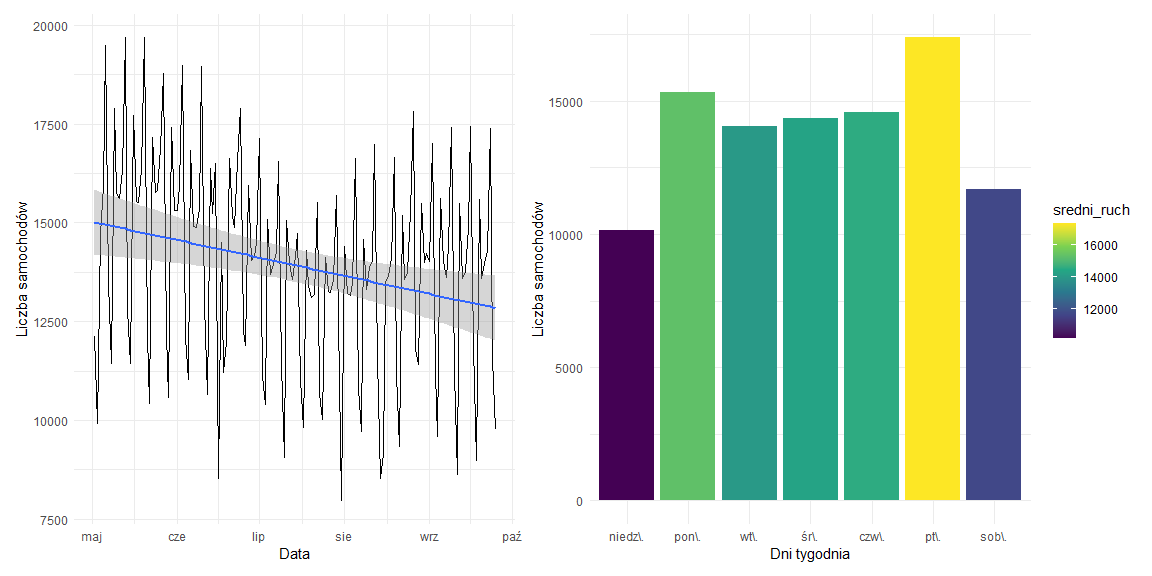 Liczba samochodów
20000
17500
15000
12500
10000
7500
maj cze lip sie wrz paź
Data
Liczba samochodów
15000
10000
5000
0
niedz\. pon\. wt\. śr\. czw\. pt\. sob\.
Dni tygodnia
sredni_ruch
16000
14000
12000